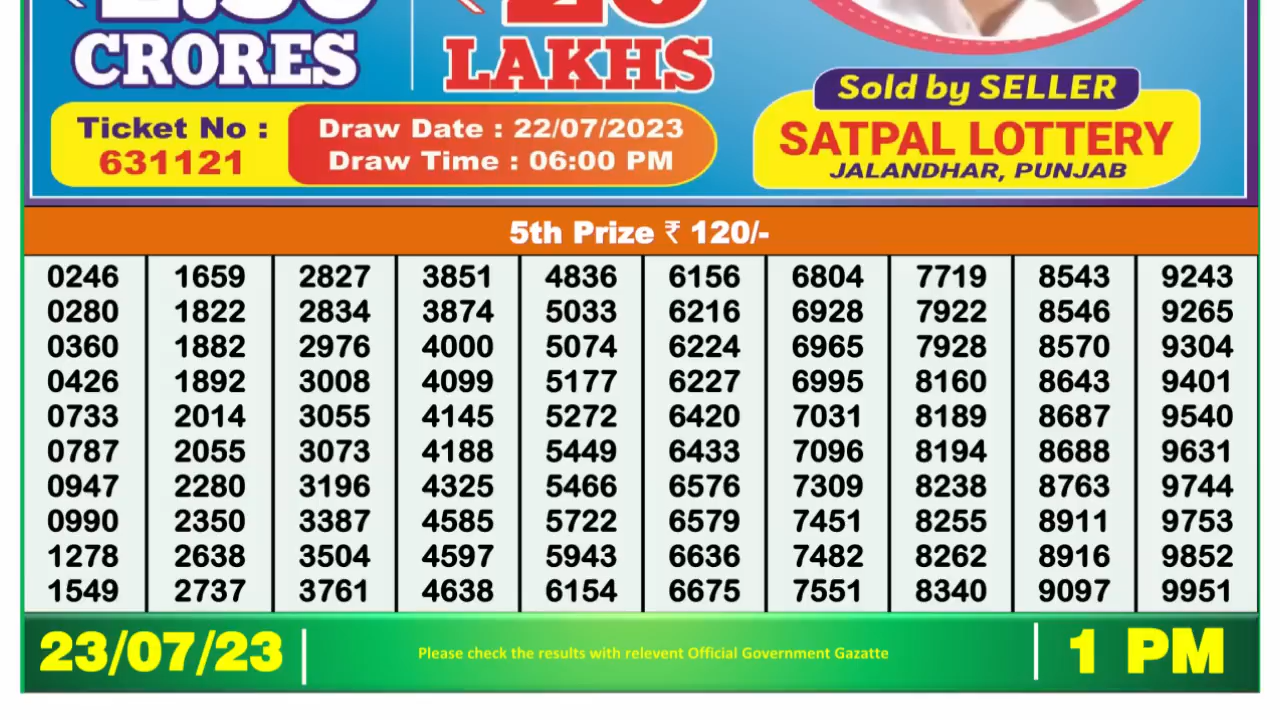 CRORES
LAKHS
Ticket No :
631121
Draw Date : 22/07/2023
Draw Time : 06:00 PM
Sold by SELLER
SATPAL LOTTERY
JALANDHAR, PUNJAB
5th Prize ₹ 120/-
0246 1659 2827 3851 4836 6156 6804 7719 8543 9243
0280 1822 2834 3874 5033 6216 6928 7922 8546 9265
0360 1882 2976 4000 5074 6224 6965 7928 8570 9304
0426 1892 3008 4099 5177 6227 6995 8160 8643 9401
0733 2014 3055 4145 5272 6420 7031 8189 8687 9540
0787 2055 3073 4188 5449 6433 7096 8194 8688 9631
0947 2280 3196 4325 5466 6576 7309 8238 8763 9744
0990 2350 3387 4585 5722 6579 7451 8255 8911 9753
1278 2638 3504 4597 5943 6636 7482 8262 8916 9852
1549 2737 3761 4638 6154 6675 7551 8340 9097 9951
23/07/23
Please check the results with relevent Official Government Gazatte
1 PM